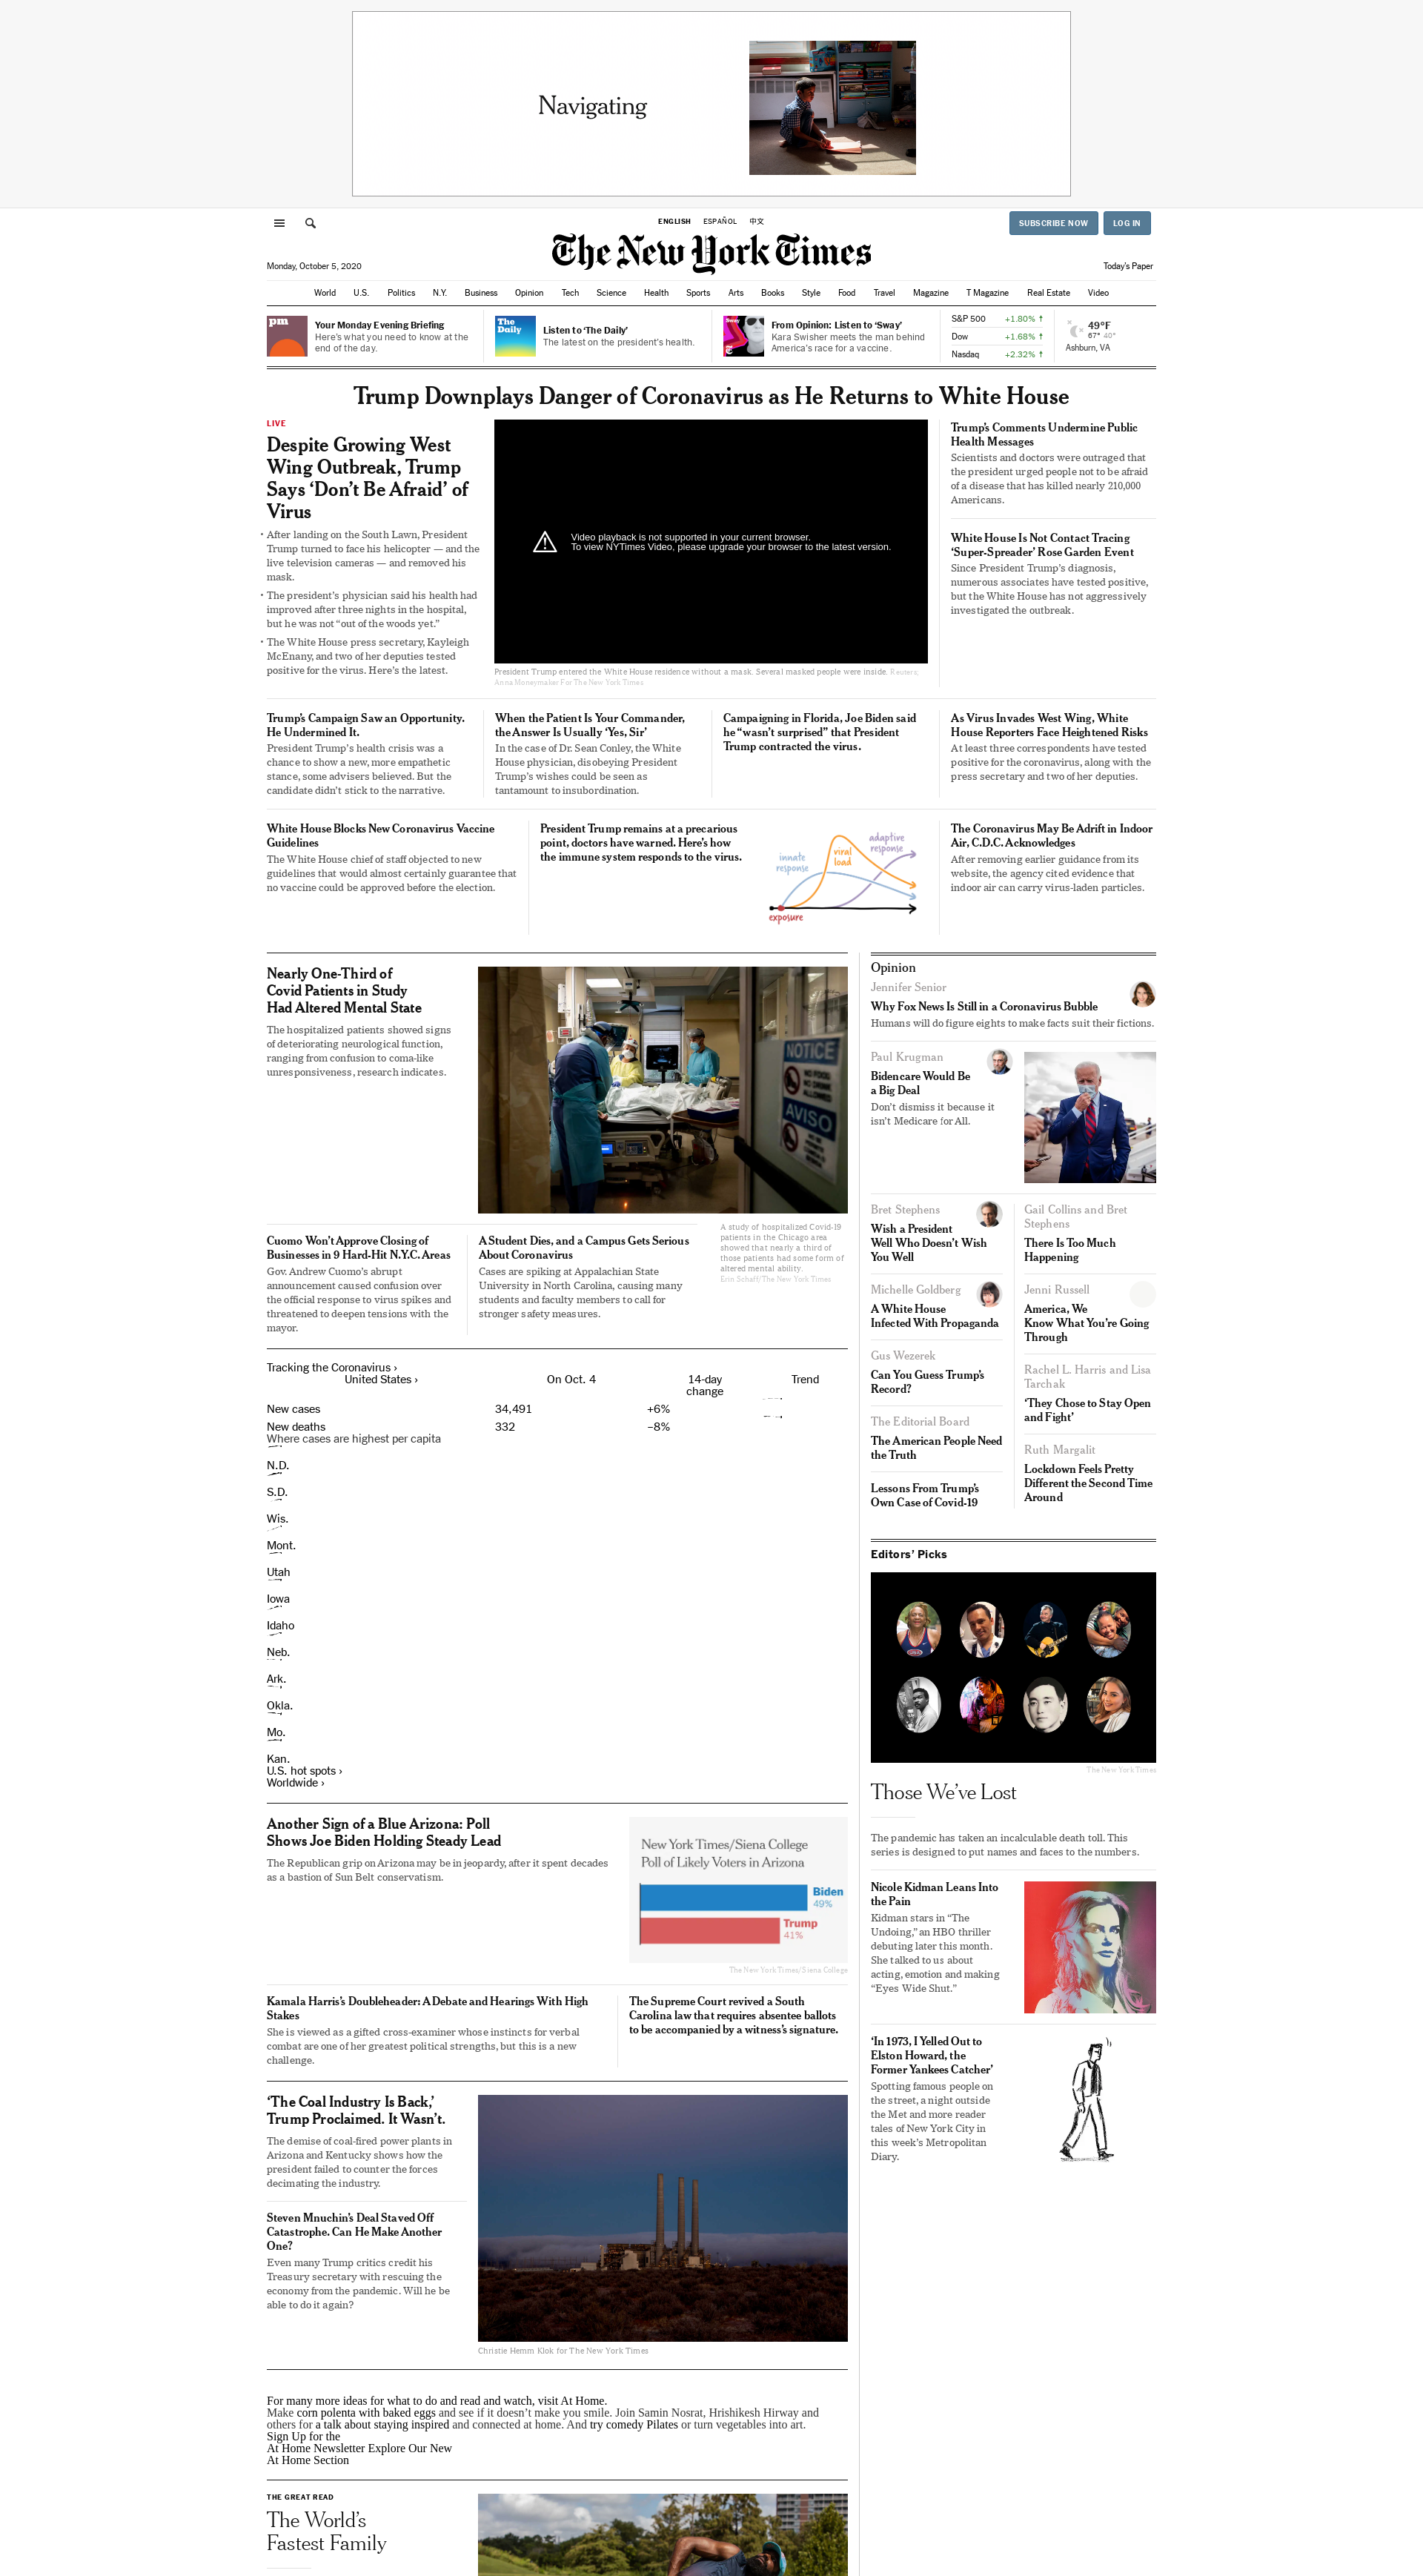 Navigating
ENGLISH ESPAÑOL 中文
SUBSCRIBE NOW LOG IN
The New York Times
Monday, October 5, 2020
Today's Paper
World U.S. Politics N.Y. Business Opinion Tech Science Health Sports Arts Books Style Food Travel Magazine T Magazine Real Estate Video
pm
Your Monday Evening Briefing
Here's what you need to know at the
end of the day.
The
Daily
Listen to 'The Daily'
The latest on the president's health.
Sway
From Opinion: Listen to 'Sway'
Kara Swisher meets the man behind
America's race for a vaccine.
S&P 500 +1.80% ↑
Dow +1.68% ↑
Nasdaq +2.32% ↑
49°F
67° 46°
Ashburn, VA
Trump Downplays Danger of Coronavirus as He Returns to White House
LIVE
Despite Growing West
Wing Outbreak, Trump
Says ‘Don’t Be Afraid’ of
Virus
• After landing on the South Lawn, President
Trump turned to face his helicopter — and the
live television cameras — and removed his
mask.
• The president’s physician said his health had
improved after three nights in the hospital,
but he was not “out of the woods yet.”
• The White House press secretary, Kayleigh
McEnany, and two of her deputies tested
positive for the virus. Here’s the latest.
Video playback is not supported in your current browser.
To view NYTimes Video, please upgrade your browser to the latest version.
President Trump entered the White House residence without a mask. Several masked people were inside. Reuters,
Anna Moneymaker For The New York Times
Trump’s Comments Undermine Public
Health Messages
Scientists and doctors were outraged that
the president urged people not to be afraid
of a disease that has killed nearly 210,000
Americans.
White House Is Not Contact Tracing
‘Super-Spreader’ Rose Garden Event
Since President Trump’s diagnosis,
numerous associates have tested positive,
but the White House has not aggressively
investigated the outbreak.
Trump’s Campaign Saw an Opportunity.
He Undermined It.
President Trump’s health crisis was a
chance to show a new, more empathetic
stance, some advisers believed. But the
candidate didn’t stick to the narrative.
When the Patient Is Your Commander,
the Answer Is Usually ‘Yes, Sir’
In the case of Dr. Sean Conley, the White
House physician, disobeying President
Trump’s wishes could be seen as
tantamount to insubordination.
Campaigning in Florida, Joe Biden said
he “wasn’t surprised” that President
Trump contracted the virus.
As Virus Invades West Wing, White
House Reporters Face Heightened Risks
At least three correspondents have tested
positive for the coronavirus, along with the
press secretary and two of her deputies.
White House Blocks New Coronavirus Vaccine
Guidelines
The White House chief of staff objected to new
guidelines that would almost certainly guarantee that
no vaccine could be approved before the election.
President Trump remains at a precarious
point, doctors have warned. Here’s how
the immune system responds to the virus.
innate
response
viral
load
adaptive
response
exposure
The Coronavirus May Be Adrift in Indoor
Air, C.D.C. Acknowledges
After removing earlier guidance from its
website, the agency cited evidence that
indoor air can carry virus-laden particles.
Nearly One-Third of
Covid Patients in Study
Had Altered Mental State
The hospitalized patients showed signs
of deteriorating neurological function,
ranging from confusion to coma-like
unresponsiveness, research indicates.
NOTICE
AVISO
A study of hospitalized Covid-19
patients in the Chicago area
showed that nearly a third of
those patients had some form of
altered mental ability.
Erin Schaff/The New York Times
Cuomo Won’t Approve Closing of
Businesses in 9 Hard-Hit N.Y.C. Areas
Gov. Andrew Cuomo’s abrupt
announcement caused confusion over
the official response to virus spikes and
threatened to deepen tensions with the
mayor.
A Student Dies, and a Campus Gets Serious
About Coronavirus
Cases are spiking at Appalachian State
University in North Carolina, causing many
students and faculty members to call for
stronger safety measures.
Tracking the Coronavirus ›
United States › On Oct. 4 14-day
change Trend
New cases 34,491 +6%
New deaths 332 –8%
Where cases are highest per capita
N.D.
S.D.
Wis.
Mont.
Utah
Iowa
Idaho
Neb.
Ark.
Okla.
Mo.
Kan.
U.S. hot spots ›
Worldwide ›
Another Sign of a Blue Arizona: Poll
Shows Joe Biden Holding Steady Lead
The Republican grip on Arizona may be in jeopardy, after it spent decades
as a bastion of Sun Belt conservatism.
New York Times/Siena College
Poll of Likely Voters in Arizona
Biden
49%
Trump
41%
The New York Times/Siena College
Kamala Harris’s Doubleheader: A Debate and Hearings With High
Stakes
She is viewed as a gifted cross-examiner whose instincts for verbal
combat are one of her greatest political strengths, but this is a new
challenge.
The Supreme Court revived a South
Carolina law that requires absentee ballots
to be accompanied by a witness’s signature.
‘The Coal Industry Is Back,’
Trump Proclaimed. It Wasn’t.
The demise of coal-fired power plants in
Arizona and Kentucky shows how the
president failed to counter the forces
decimating the industry.
Steven Mnuchin’s Deal Staved Off
Catastrophe. Can He Make Another
One?
Even many Trump critics credit his
Treasury secretary with rescuing the
economy from the pandemic. Will he be
able to do it again?
Christie Hemm Klok for The New York Times
For many more ideas for what to do and read and watch, visit At Home.
Make corn polenta with baked eggs and see if it doesn’t make you smile. Join Samin Nosrat, Hrishikesh Hirway and
others for a talk about staying inspired and connected at home. And try comedy Pilates or turn vegetables into art.
Sign Up for the
At Home Newsletter Explore Our New
At Home Section
THE GREAT READ
The World’s
Fastest Family
Opinion
Jennifer Senior
Why Fox News Is Still in a Coronavirus Bubble
Humans will do figure eights to make facts suit their fictions.
Paul Krugman
Bidencare Would Be
a Big Deal
Don’t dismiss it because it
isn’t Medicare for All.
Bret Stephens
Wish a President
Well Who Doesn’t Wish
You Well
Gail Collins and Bret
Stephens
There Is Too Much
Happening
Michelle Goldberg
A White House
Infected With Propaganda
Jenni Russell
America, We
Know What You’re Going
Through
Gus Wezerek
Can You Guess Trump’s
Record?
Rachel L. Harris and Lisa
Tarchak
‘They Chose to Stay Open
and Fight’
The Editorial Board
The American People Need
the Truth
Ruth Margalit
Lockdown Feels Pretty
Different the Second Time
Around
Lessons From Trump’s
Own Case of Covid-19
Editors’ Picks
The New York Times
Those We’ve Lost
The pandemic has taken an incalculable death toll. This
series is designed to put names and faces to the numbers.
Nicole Kidman Leans Into
the Pain
Kidman stars in “The
Undoing,” an HBO thriller
debuting later this month.
She talked to us about
acting, emotion and making
“Eyes Wide Shut.”
‘In 1973, I Yelled Out to
Elston Howard, the
Former Yankees Catcher’
Spotting famous people on
the street, a night outside
the Met and more reader
tales of New York City in
this week’s Metropolitan
Diary.